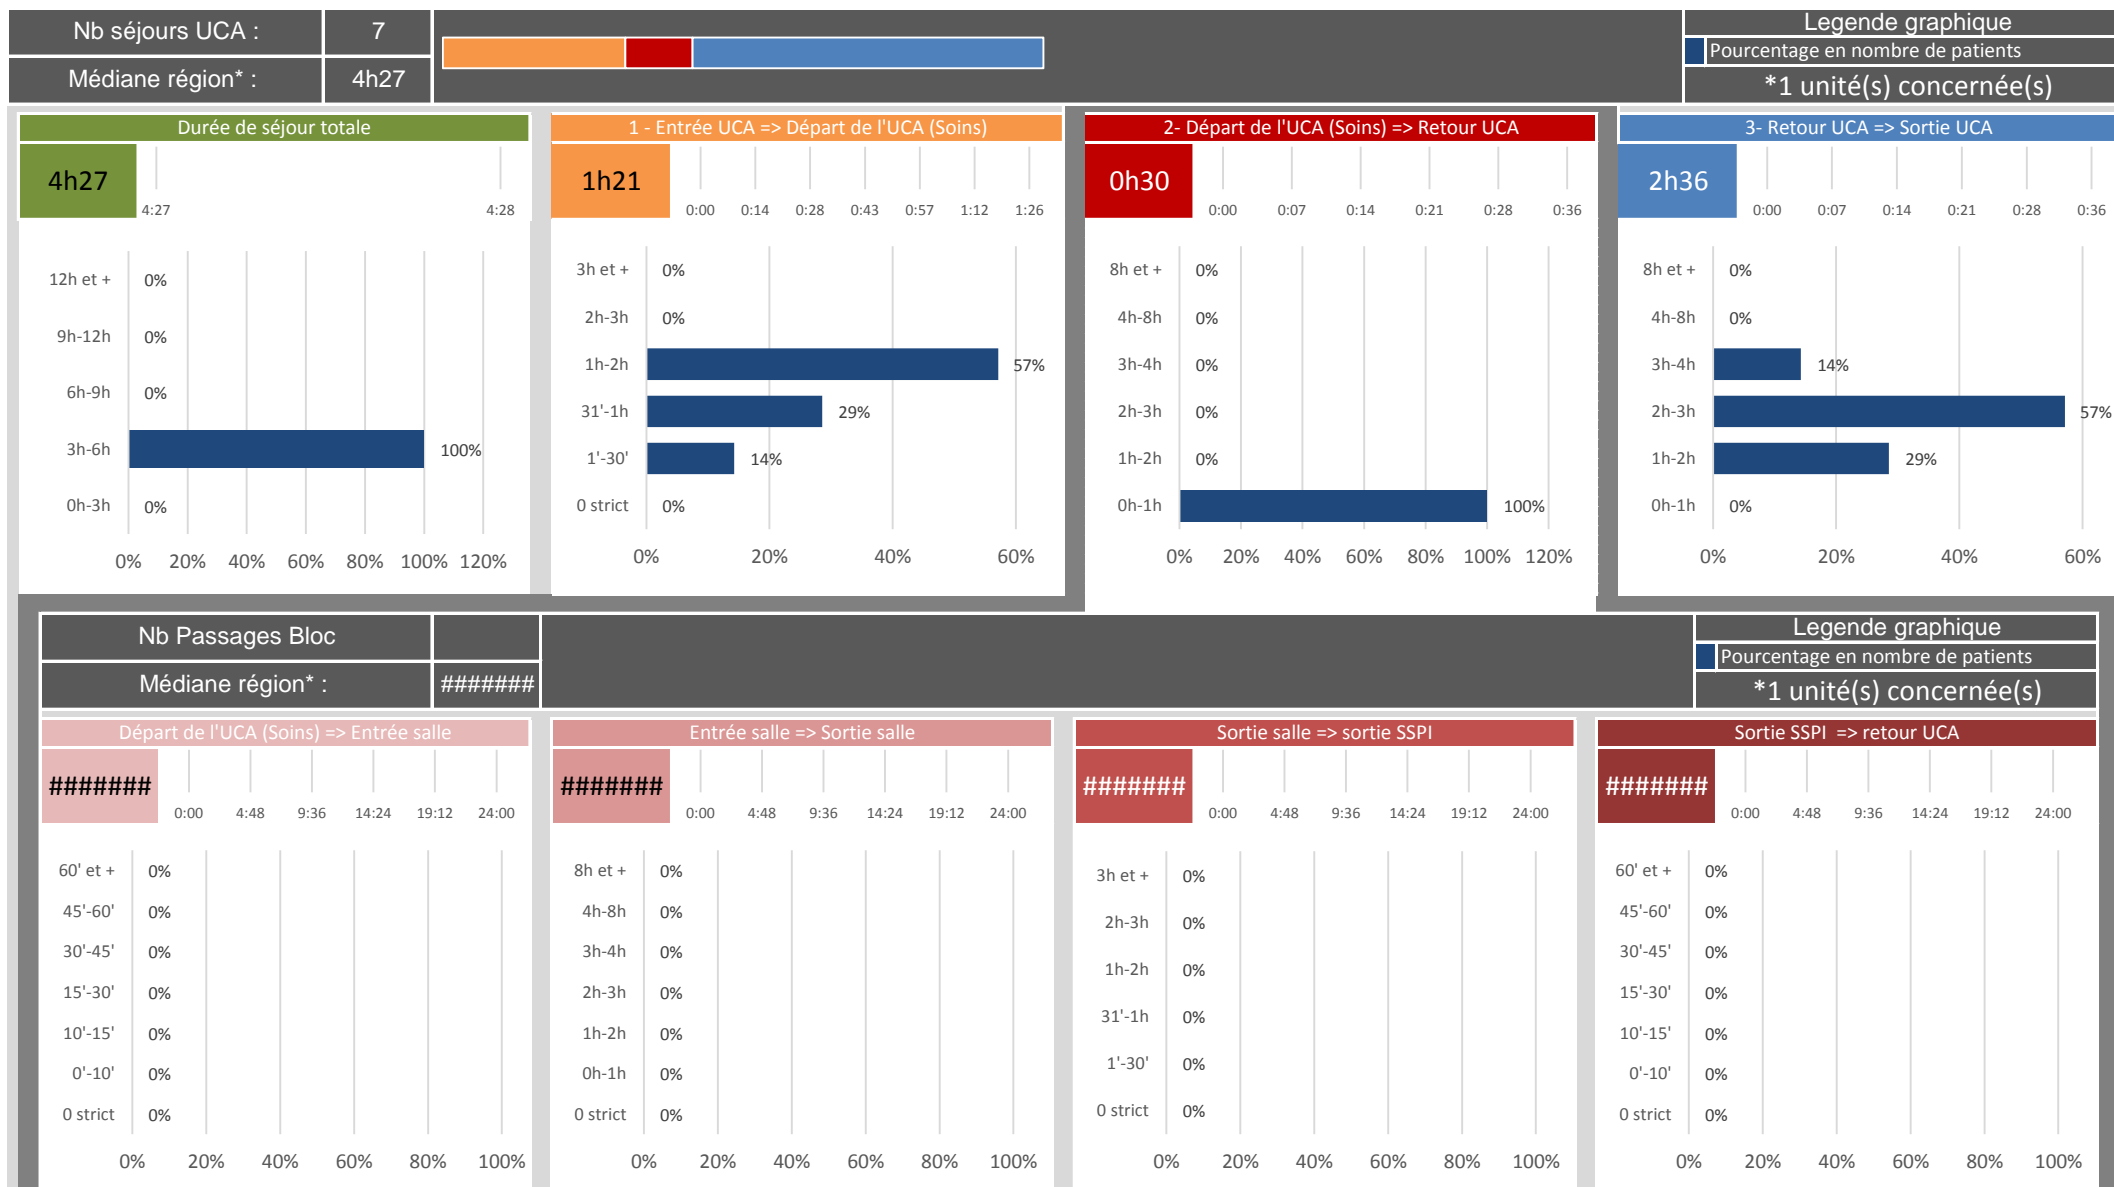 Nb séjours UCA : 7
Médiane région* : 4h27
Legende graphique
Pourcentage en nombre de patients
*1 unité(s) concernée(s)
Durée de séjour totale
4h27
4:27 4:28
12h et + 0%
9h-12h 0%
6h-9h 0%
3h-6h 100%
0h-3h 0%
0% 20% 40% 60% 80% 100% 120%
1 - Entrée UCA => Départ de l'UCA (Soins)
1h21
0:00 0:14 0:28 0:43 0:57 1:12 1:26
3h et + 0%
2h-3h 0%
1h-2h 57%
31'-1h 29%
1'-30' 14%
0 strict 0%
0% 20% 40% 60%
2- Départ de l'UCA (Soins) => Retour UCA
0h30
0:00 0:07 0:14 0:21 0:28 0:36
8h et + 0%
4h-8h 0%
3h-4h 0%
2h-3h 0%
1h-2h 0%
0h-1h 100%
0% 20% 40% 60% 80% 100% 120%
3- Retour UCA => Sortie UCA
2h36
0:00 0:07 0:14 0:21 0:28 0:36
8h et + 0%
4h-8h 0%
3h-4h 14%
2h-3h 57%
1h-2h 29%
0h-1h 0%
0% 20% 40% 60%
Nb Passages Bloc
Médiane région* : #######
Legende graphique
Pourcentage en nombre de patients
*1 unité(s) concernée(s)
Départ de l'UCA (Soins) => Entrée salle
#######
0:00 4:48 9:36 14:24 19:12 24:00
60' et + 0%
45'-60' 0%
30'-45' 0%
15'-30' 0%
10'-15' 0%
0'-10' 0%
0 strict 0%
0% 20% 40% 60% 80% 100%
Entrée salle => Sortie salle
#######
0:00 4:48 9:36 14:24 19:12 24:00
8h et + 0%
4h-8h 0%
3h-4h 0%
2h-3h 0%
1h-2h 0%
0h-1h 0%
0 strict 0%
0% 20% 40% 60% 80% 100%
Sortie salle => sortie SSPI
#######
0:00 4:48 9:36 14:24 19:12 24:00
3h et + 0%
2h-3h 0%
1h-2h 0%
31'-1h 0%
1'-30' 0%
0 strict 0%
0% 20% 40% 60% 80% 100%
Sortie SSPI => retour UCA
#######
0:00 4:48 9:36 14:24 19:12 24:00
60' et + 0%
45'-60' 0%
30'-45' 0%
15'-30' 0%
10'-15' 0%
0'-10' 0%
0 strict 0%
0% 20% 40% 60% 80% 100%